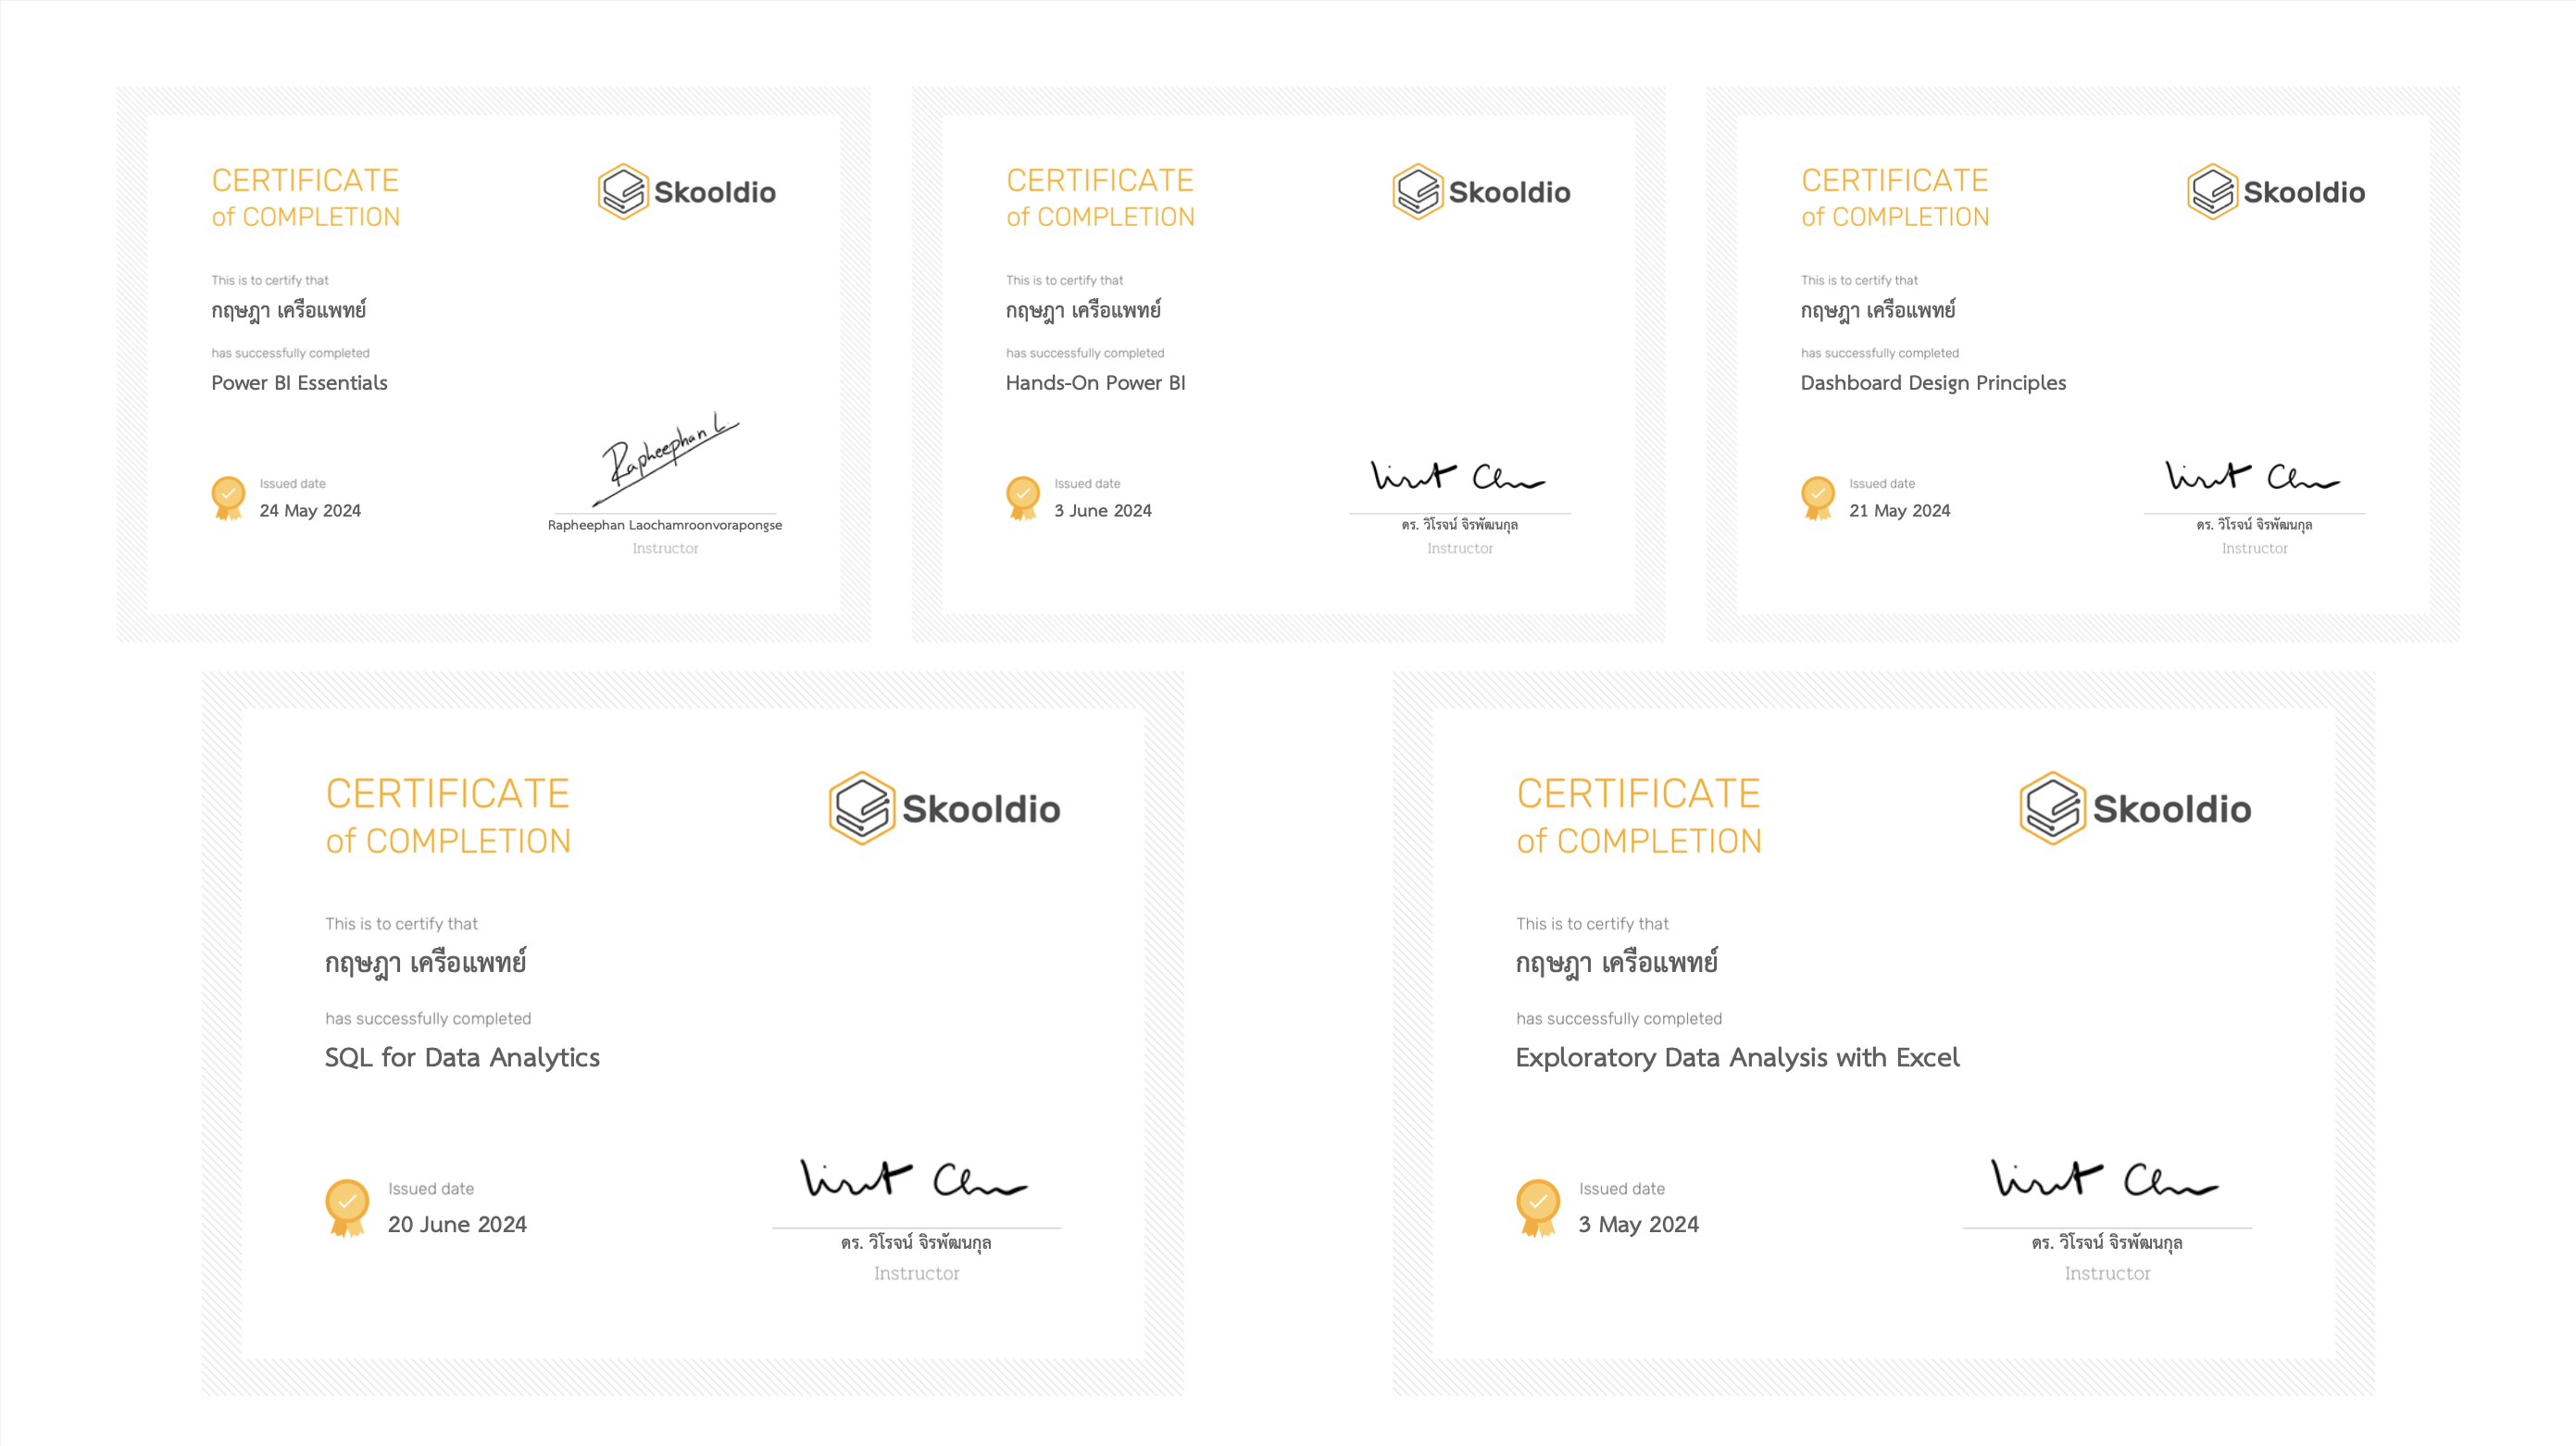 CERTIFICATE
of COMPLETION
Skooldio
This is to certify that
กฤษฎา เครือแพทย์
has successfully completed
Power BI Essentials
Rapheephan L.
Issued date
24 May 2024
Rapheephan Laochamroonvorapongse
Instructor
CERTIFICATE
of COMPLETION
Skooldio
This is to certify that
กฤษฎา เครือแพทย์
has successfully completed
Hands-On Power BI
Issued date
3 June 2024
ดร. วิโรจน์ จิรพัฒนกุล
Instructor
CERTIFICATE
of COMPLETION
Skooldio
This is to certify that
กฤษฎา เครือแพทย์
has successfully completed
Dashboard Design Principles
Issued date
21 May 2024
ดร. วิโรจน์ จิรพัฒนกุล
Instructor
CERTIFICATE
of COMPLETION
Skooldio
This is to certify that
กฤษฎา เครือแพทย์
has successfully completed
SQL for Data Analytics
Issued date
20 June 2024
ดร. วิโรจน์ จิรพัฒนกุล
Instructor
CERTIFICATE
of COMPLETION
Skooldio
This is to certify that
กฤษฎา เครือแพทย์
has successfully completed
Exploratory Data Analysis with Excel
Issued date
3 May 2024
ดร. วิโรจน์ จิรพัฒนกุล
Instructor